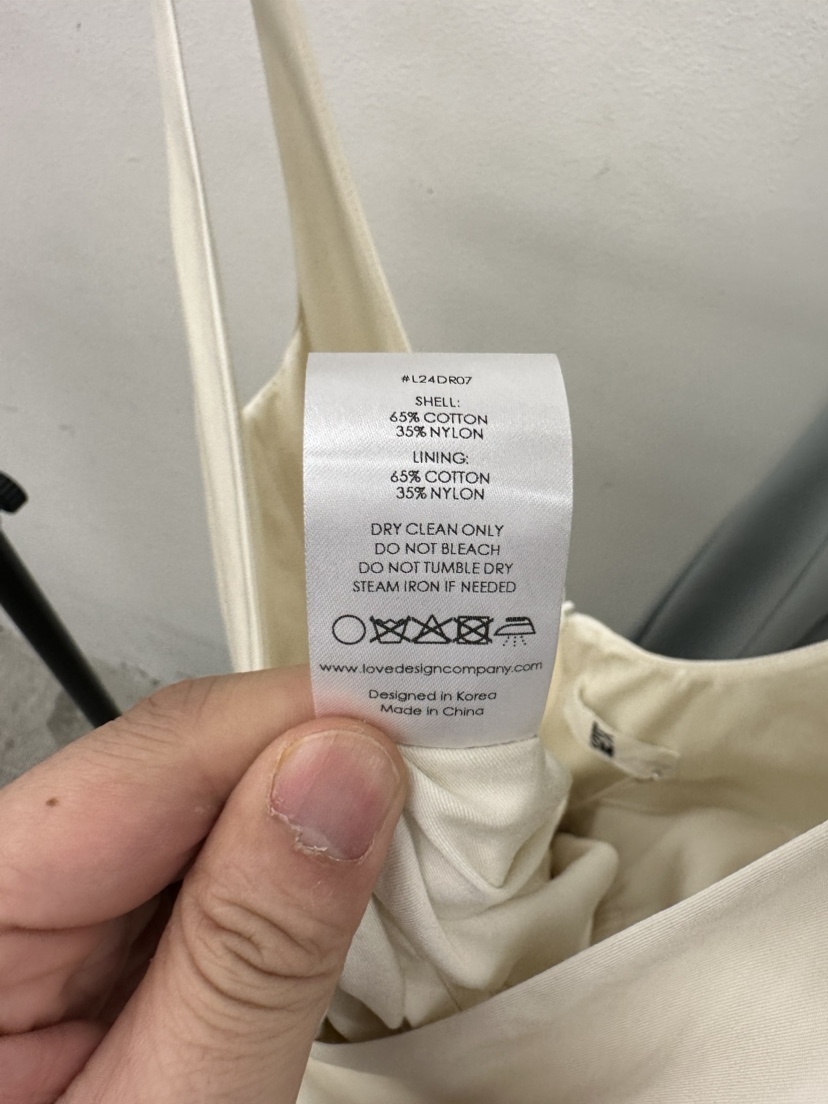 #L24DR07
SHELL:
65% COTTON
35% NYLON
LINING:
65% COTTON
35% NYLON
DRY CLEAN ONLY
DO NOT BLEACH
DO NOT TUMBLE DRY
STEAM IRON IF NEEDED
www.lovedesigncompany.com
Designed in Korea
Made in China